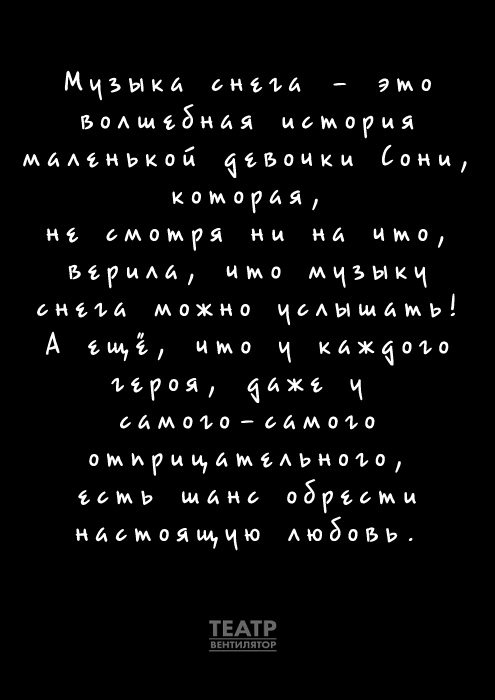 Музыка снега – это
волшебная история
маленькой девочки Сони,
которая,
не смотря ни на что,
верила, что музыку
снега можно услышать!
А ещё, что у каждого
героя, даже у
самого-самого
отприцательного,
есть шанс обрести
настоящую любовь.
ТЕАТР
ВЕНТИЛЯТОР